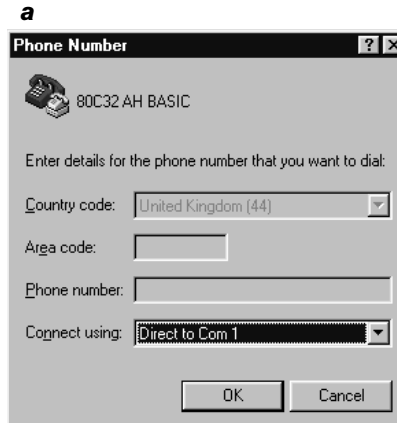 a
Phone Number
80C32 AH BASIC
Enter details for the phone number that you want to dial:
Country code: United Kingdom (44)
Area code:
Phone number:
Connect using: Direct to Com 1
OK Cancel